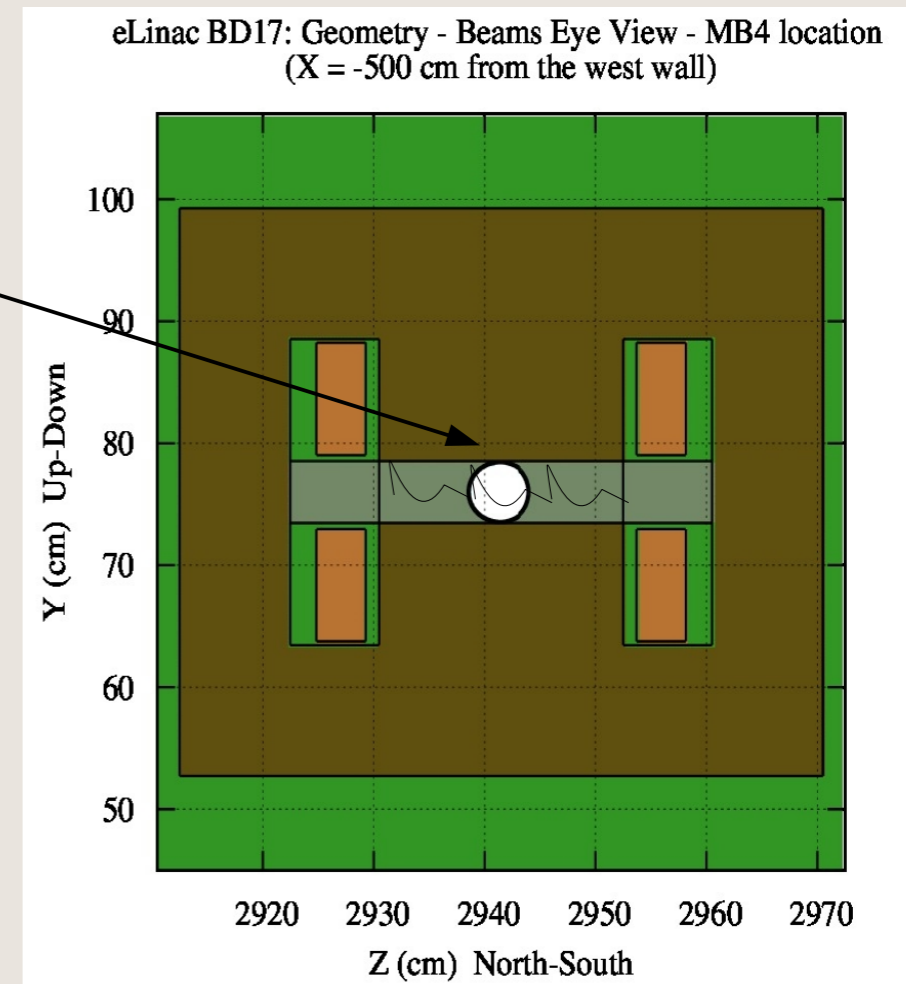 eLinac BD17: Geometry - Beams Eye View - MB4 location
(X = -500 cm from the west wall)
100
90
80
70
60
50
Y (cm) Up-Down
2920 2930 2940 2950 2960 2970
Z (cm) North-South